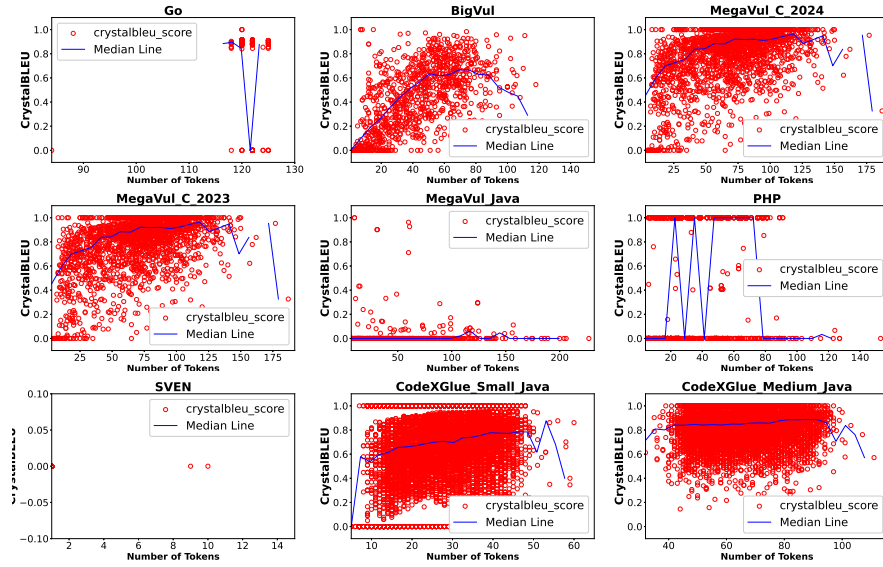 Go
CrystalBLEU
1.0
0.8
0.6
0.4
0.2
0.0
crystalbleu_score
Median Line
90
100
110
120
130
Number of Tokens
BigVul
CrystalBLEU
1.0
0.8
0.6
0.4
0.2
0.0
crystalbleu_score
Median Line
20
40
60
80
100
120
140
Number of Tokens
MegaVul_C_2024
CrystalBLEU
1.0
0.8
0.6
0.4
0.2
0.0
crystalbleu_score
Median Line
25
50
75
100
125
150
175
Number of Tokens
MegaVul_C_2023
CrystalBLEU
1.0
0.8
0.6
0.4
0.2
0.0
crystalbleu_score
Median Line
25
50
75
100
125
150
175
Number of Tokens
MegaVul_Java
CrystalBLEU
1.0
0.8
0.6
0.4
0.2
0.0
crystalbleu_score
Median Line
50
100
150
200
Number of Tokens
PHP
CrystalBLEU
1.0
0.8
0.6
0.4
0.2
0.0
crystalbleu_score
Median Line
20
40
60
80
100
120
140
Number of Tokens
SVEN
CrystalBLEU
0.10
0.05
0.00
−0.05
−0.10
crystalbleu_score
Median Line
2
4
6
8
10
12
14
Number of Tokens
CodeXGlue_Small_Java
CrystalBLEU
1.0
0.8
0.6
0.4
0.2
0.0
crystalbleu_score
Median Line
10
20
30
40
50
60
Number of Tokens
CodeXGlue_Medium_Java
CrystalBLEU
1.0
0.8
0.6
0.4
0.2
0.0
crystalbleu_score
Median Line
40
60
80
100
Number of Tokens